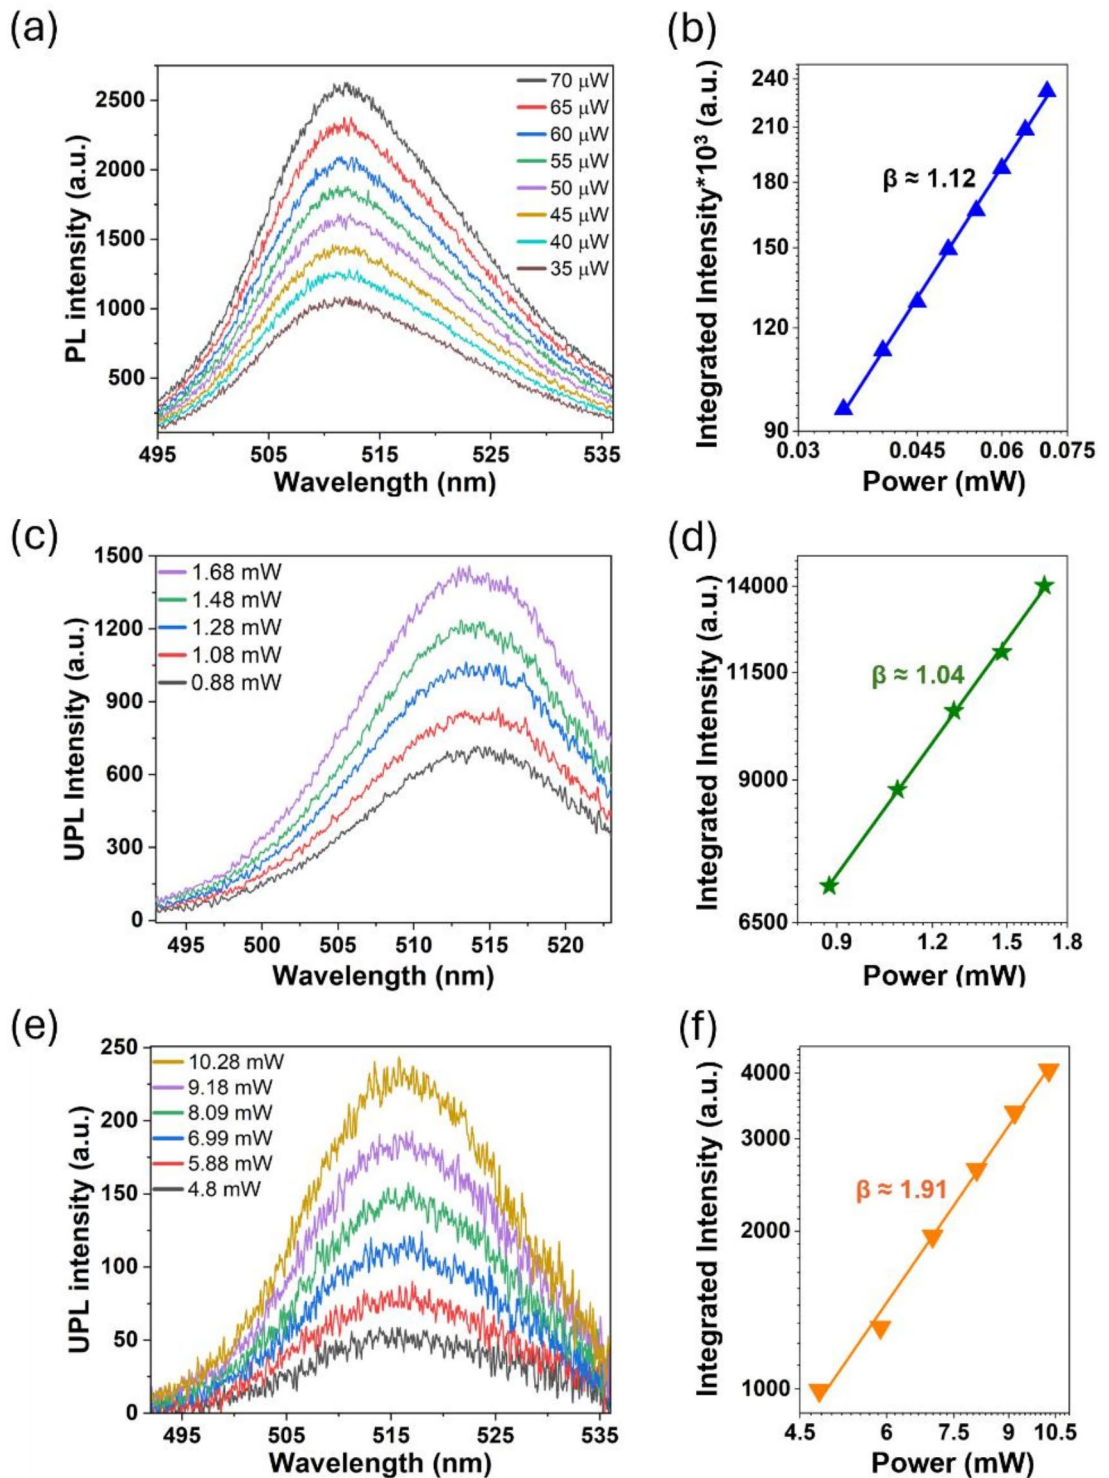 (a)
PL intensity (a.u.)
2500
2000
1500
1000
500
70 μW
65 μW
60 μW
55 μW
50 μW
45 μW
40 μW
35 μW
495 505 515 525 535
Wavelength (nm)
(b)
Integrated Intensity*10³ (a.u.)
240
210
180
150
120
90
β ≈ 1.12
0.03 0.045 0.06 0.075
Power (mW)
(c)
UPL Intensity (a.u.)
1500
1200
900
600
300
0
1.68 mW
1.48 mW
1.28 mW
1.08 mW
0.88 mW
495 500 505 510 515 520
Wavelength (nm)
(d)
Integrated Intensity (a.u.)
14000
11500
9000
6500
β ≈ 1.04
0.9 1.2 1.5 1.8
Power (mW)
(e)
UPL intensity (a.u.)
250
200
150
100
50
0
10.28 mW
9.18 mW
8.09 mW
6.99 mW
5.88 mW
4.8 mW
495 505 515 525 535
Wavelength (nm)
(f)
Integrated Intensity (a.u.)
4000
3000
2000
1000
β ≈ 1.91
4.5 6 7.5 9 10.5
Power (mW)